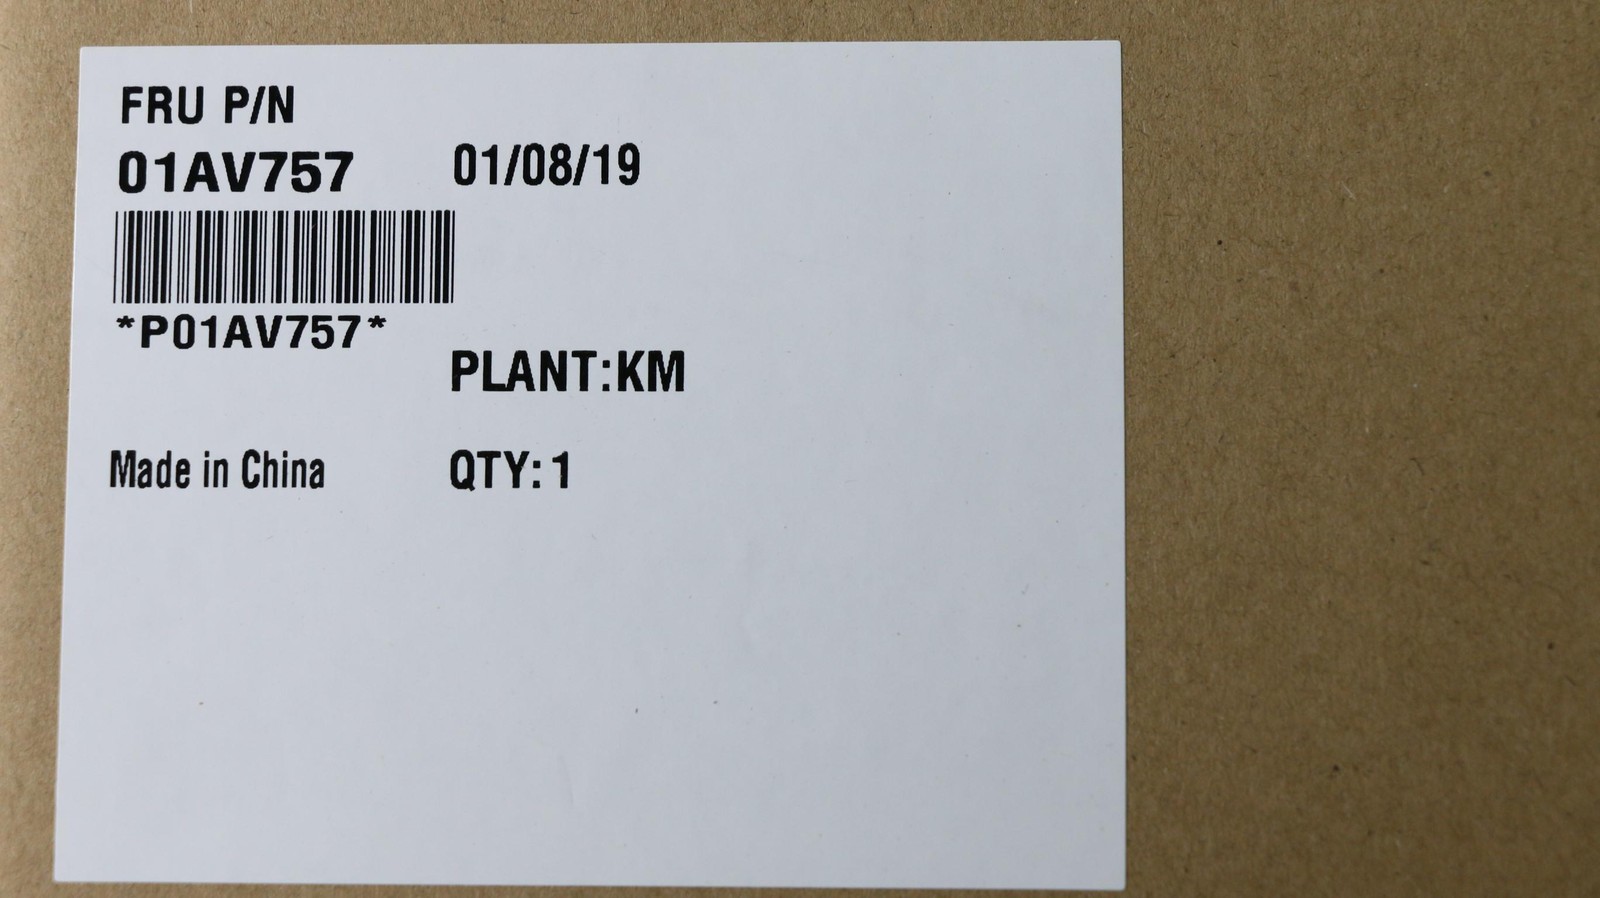 FRU P/N
01AV757 01/08/19
*P01AV757*
PLANT:KM
Made in China QTY: 1